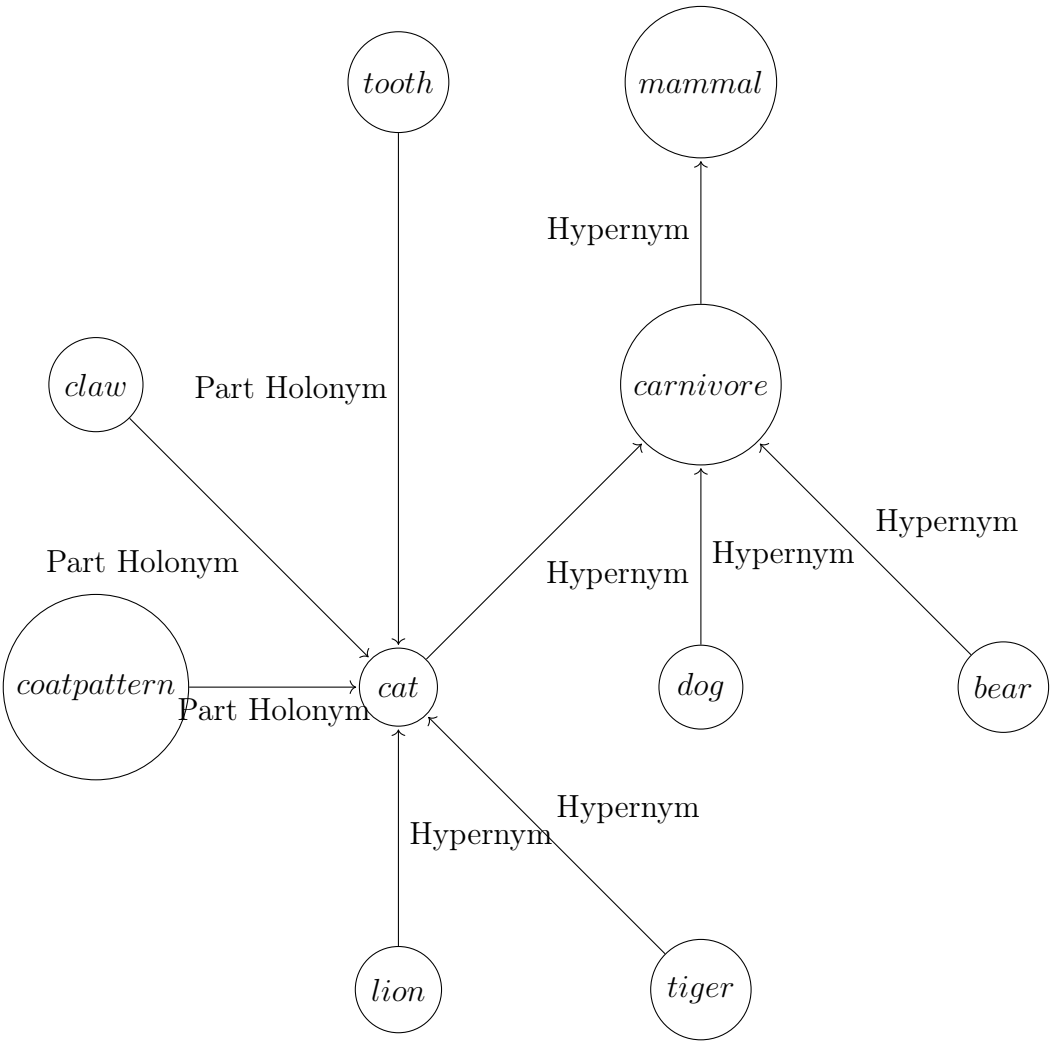 tooth
mammal
Hypernym
claw
Part Holonym
carnivore
Hypernym
Hypernym
Part Holonym
Hypernym
coatpattern
Part Holonym
cat
dog
bear
Hypernym
Hypernym
lion
tiger